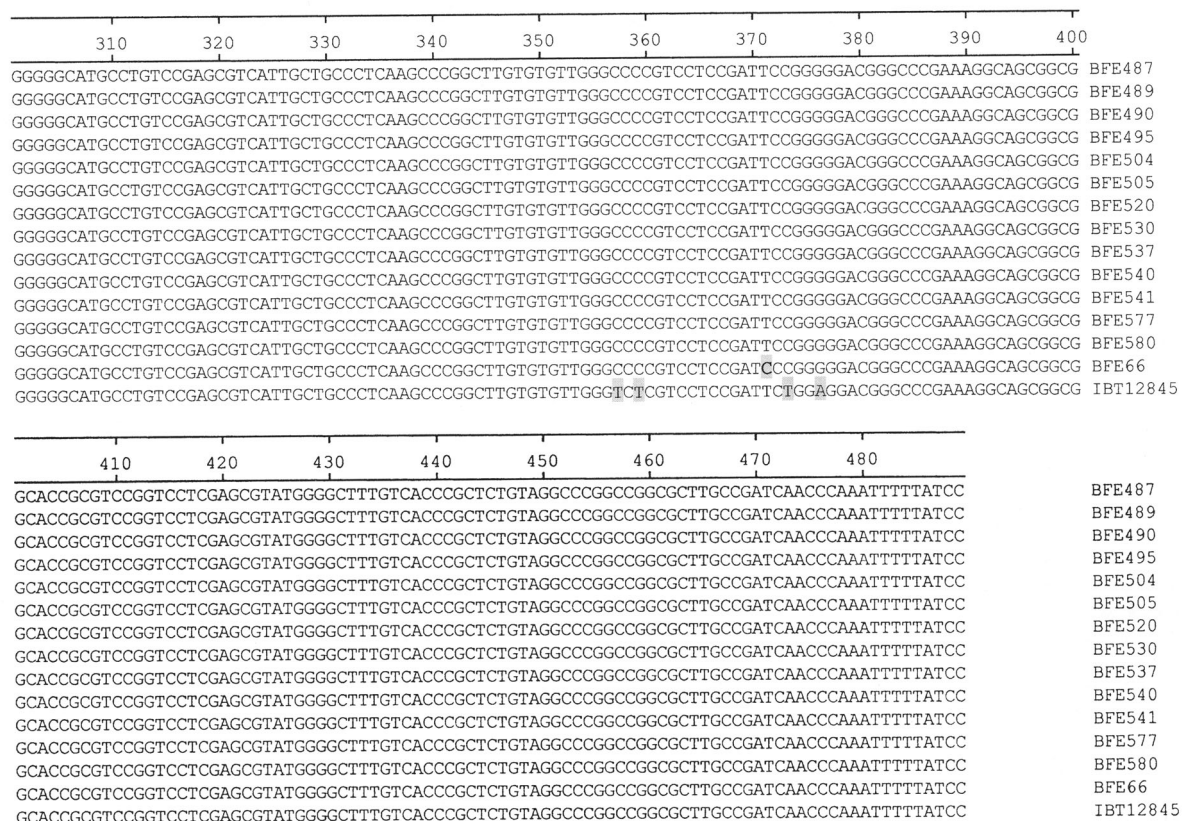 310 320 330 340 350 360 370 380 390 400
GGGGGCATGCCTGTCCGAGCGTCATTGCTGCCCTCAAGCCCGGCTTGTGTGTTGGGCCCCGTCCTCCGATTCCGGGGGACGGGCCCGAAAGGCAGCGGCG BFE487
GGGGGCATGCCTGTCCGAGCGTCATTGCTGCCCTCAAGCCCGGCTTGTGTGTTGGGCCCCGTCCTCCGATTCCGGGGGACGGGCCCGAAAGGCAGCGGCG BFE489
GGGGGCATGCCTGTCCGAGCGTCATTGCTGCCCTCAAGCCCGGCTTGTGTGTTGGGCCCCGTCCTCCGATTCCGGGGGACGGGCCCGAAAGGCAGCGGCG BFE490
GGGGGCATGCCTGTCCGAGCGTCATTGCTGCCCTCAAGCCCGGCTTGTGTGTTGGGCCCCGTCCTCCGATTCCGGGGGACGGGCCCGAAAGGCAGCGGCG BFE495
GGGGGCATGCCTGTCCGAGCGTCATTGCTGCCCTCAAGCCCGGCTTGTGTGTTGGGCCCCGTCCTCCGATTCCGGGGGACGGGCCCGAAAGGCAGCGGCG BFE504
GGGGGCATGCCTGTCCGAGCGTCATTGCTGCCCTCAAGCCCGGCTTGTGTGTTGGGCCCCGTCCTCCGATTCCGGGGGACGGGCCCGAAAGGCAGCGGCG BFE505
GGGGGCATGCCTGTCCGAGCGTCATTGCTGCCCTCAAGCCCGGCTTGTGTGTTGGGCCCCGTCCTCCGATTCCGGGGGACGGGCCCGAAAGGCAGCGGCG BFE520
GGGGGCATGCCTGTCCGAGCGTCATTGCTGCCCTCAAGCCCGGCTTGTGTGTTGGGCCCCGTCCTCCGATTCCGGGGGACGGGCCCGAAAGGCAGCGGCG BFE530
GGGGGCATGCCTGTCCGAGCGTCATTGCTGCCCTCAAGCCCGGCTTGTGTGTTGGGCCCCGTCCTCCGATTCCGGGGGACGGGCCCGAAAGGCAGCGGCG BFE537
GGGGGCATGCCTGTCCGAGCGTCATTGCTGCCCTCAAGCCCGGCTTGTGTGTTGGGCCCCGTCCTCCGATTCCGGGGGACGGGCCCGAAAGGCAGCGGCG BFE540
GGGGGCATGCCTGTCCGAGCGTCATTGCTGCCCTCAAGCCCGGCTTGTGTGTTGGGCCCCGTCCTCCGATTCCGGGGGACGGGCCCGAAAGGCAGCGGCG BFE541
GGGGGCATGCCTGTCCGAGCGTCATTGCTGCCCTCAAGCCCGGCTTGTGTGTTGGGCCCCGTCCTCCGATTCCGGGGGACGGGCCCGAAAGGCAGCGGCG BFE577
GGGGGCATGCCTGTCCGAGCGTCATTGCTGCCCTCAAGCCCGGCTTGTGTGTTGGGCCCCGTCCTCCGATTCCGGGGGACGGGCCCGAAAGGCAGCGGCG BFE580
GGGGGCATGCCTGTCCGAGCGTCATTGCTGCCCTCAAGCCCGGCTTGTGTGTTGGGCCCCGTCCTCCGATCCCGGGGGACGGGCCCGAAAGGCAGCGGCG BFE66
GGGGGCATGCCTGTCCGAGCGTCATTGCTGCCCTCAAGCCCGGCTTGTGTGTTGGGTCTCGTCCTCCGATTCTGGAGGACGGGCCCGAAAGGCAGCGGCG IBT12845
410 420 430 440 450 460 470 480
GCACCGCGTCCGGTCCTCGAGCGTATGGGGCTTTGTCACCCGCTCTGTAGGCCCGGCCGGCGCTTGCCGATCAACCCAAATTTTTATCC BFE487
GCACCGCGTCCGGTCCTCGAGCGTATGGGGCTTTGTCACCCGCTCTGTAGGCCCGGCCGGCGCTTGCCGATCAACCCAAATTTTTATCC BFE489
GCACCGCGTCCGGTCCTCGAGCGTATGGGGCTTTGTCACCCGCTCTGTAGGCCCGGCCGGCGCTTGCCGATCAACCCAAATTTTTATCC BFE490
GCACCGCGTCCGGTCCTCGAGCGTATGGGGCTTTGTCACCCGCTCTGTAGGCCCGGCCGGCGCTTGCCGATCAACCCAAATTTTTATCC BFE495
GCACCGCGTCCGGTCCTCGAGCGTATGGGGCTTTGTCACCCGCTCTGTAGGCCCGGCCGGCGCTTGCCGATCAACCCAAATTTTTATCC BFE504
GCACCGCGTCCGGTCCTCGAGCGTATGGGGCTTTGTCACCCGCTCTGTAGGCCCGGCCGGCGCTTGCCGATCAACCCAAATTTTTATCC BFE505
GCACCGCGTCCGGTCCTCGAGCGTATGGGGCTTTGTCACCCGCTCTGTAGGCCCGGCCGGCGCTTGCCGATCAACCCAAATTTTTATCC BFE520
GCACCGCGTCCGGTCCTCGAGCGTATGGGGCTTTGTCACCCGCTCTGTAGGCCCGGCCGGCGCTTGCCGATCAACCCAAATTTTTATCC BFE530
GCACCGCGTCCGGTCCTCGAGCGTATGGGGCTTTGTCACCCGCTCTGTAGGCCCGGCCGGCGCTTGCCGATCAACCCAAATTTTTATCC BFE537
GCACCGCGTCCGGTCCTCGAGCGTATGGGGCTTTGTCACCCGCTCTGTAGGCCCGGCCGGCGCTTGCCGATCAACCCAAATTTTTATCC BFE540
GCACCGCGTCCGGTCCTCGAGCGTATGGGGCTTTGTCACCCGCTCTGTAGGCCCGGCCGGCGCTTGCCGATCAACCCAAATTTTTATCC BFE541
GCACCGCGTCCGGTCCTCGAGCGTATGGGGCTTTGTCACCCGCTCTGTAGGCCCGGCCGGCGCTTGCCGATCAACCCAAATTTTTATCC BFE577
GCACCGCGTCCGGTCCTCGAGCGTATGGGGCTTTGTCACCCGCTCTGTAGGCCCGGCCGGCGCTTGCCGATCAACCCAAATTTTTATCC BFE580
GCACCGCGTCCGGTCCTCGAGCGTATGGGGCTTTGTCACCCGCTCTGTAGGCCCGGCCGGCGCTTGCCGATCAACCCAAATTTTTATCC BFE66
GCACCGCGTCCGGTCCTCGAGCGTATGGGGCTTTGTCACCCGCTCTGTAGGCCCGGCCGGCGCTTGCCGATCAACCCAAATTTTTATCC IBT12845